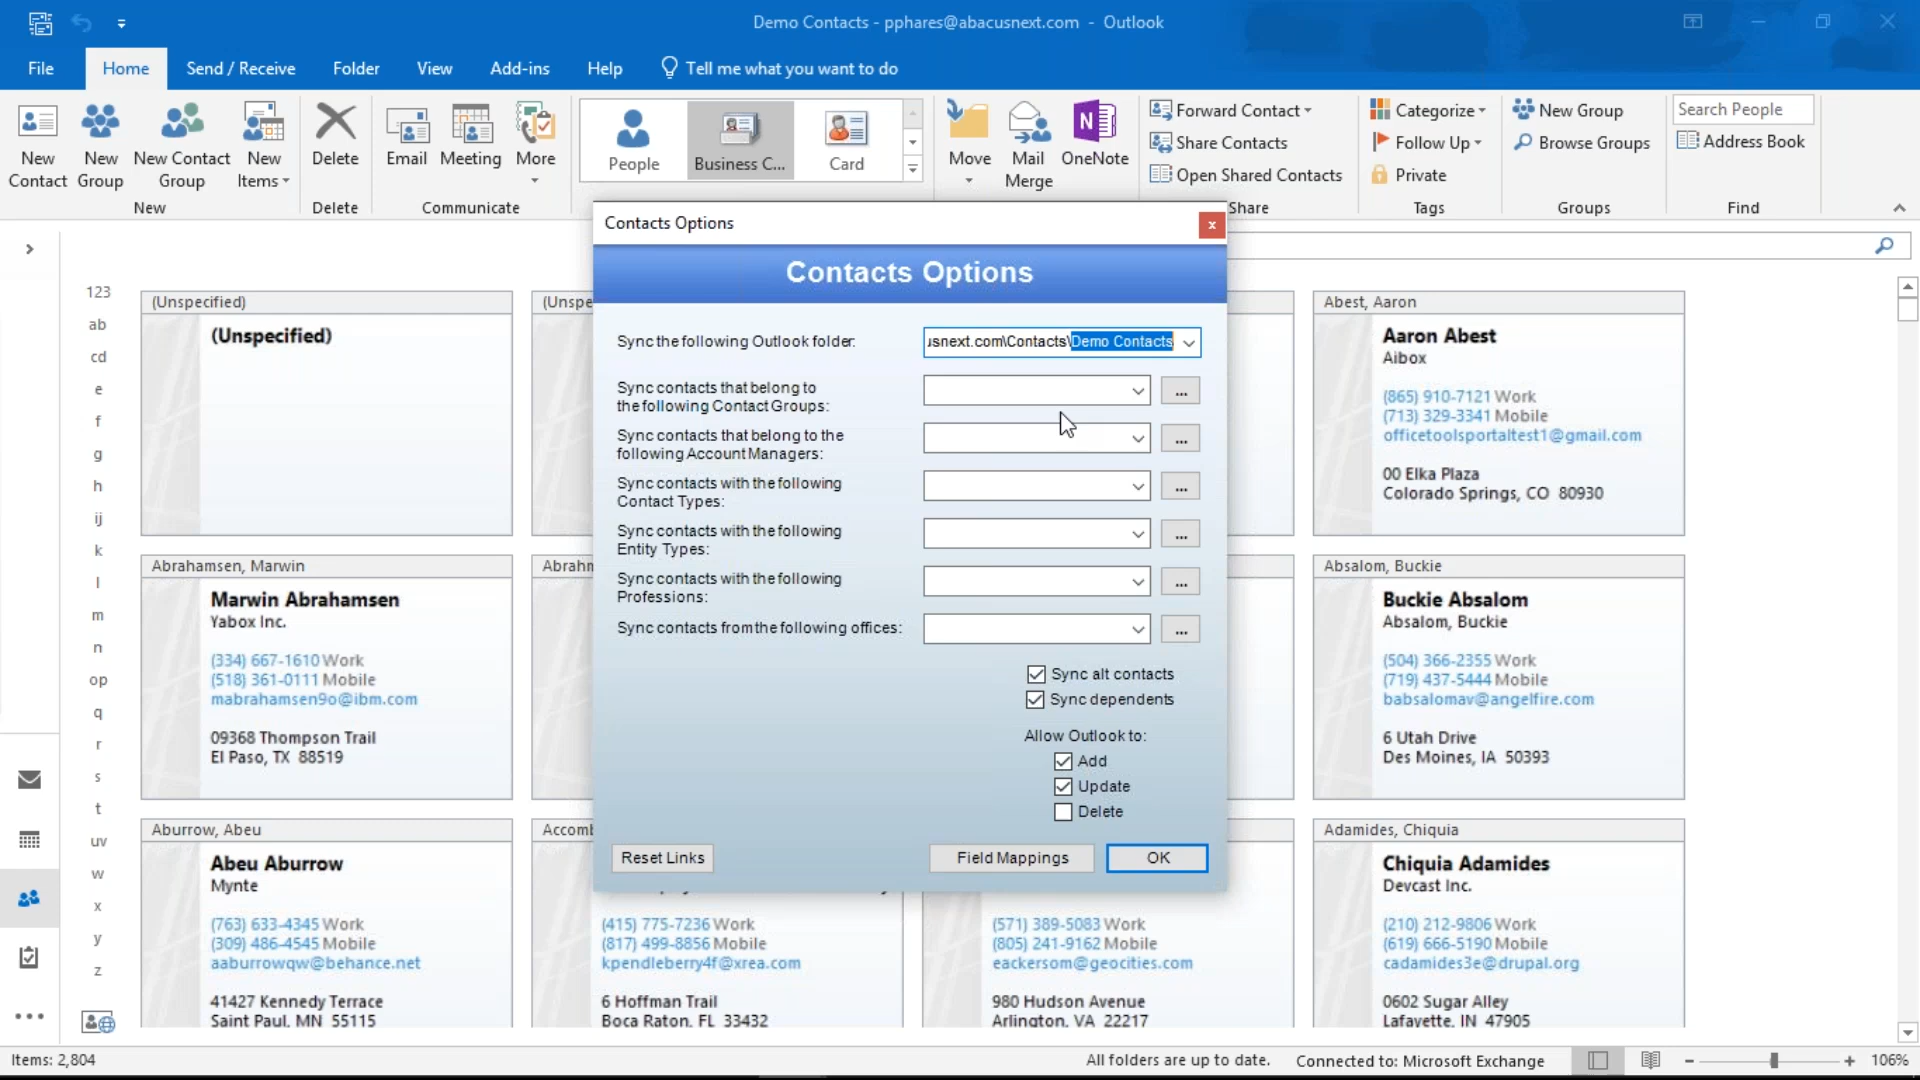 Demo Contacts - pphares@abacusnext.com - Outlook
File Home Send / Receive Folder View Add-ins Help Tell me what you want to do
New Contact
New Group
New Contact Group
New Items
New
Delete
Delete
Email
Meeting
More
Communicate
People
Business C...
Card
Move
Mail Merge
OneNote
Forward Contact
Share Contacts
Open Shared Contacts
Share
Categorize
Follow Up
Private
Tags
New Group
Browse Groups
Groups
Search People
Address Book
Find
Contacts Options
Contacts Options
Sync the following Outlook folder:
usnext.com\Contacts\Demo Contacts
Sync contacts that belong to
the following Contact Groups:
...
Sync contacts that belong to the
following Account Managers:
...
Sync contacts with the following
Contact Types:
...
Sync contacts with the following
Entity Types:
...
Sync contacts with the following
Professions:
...
Sync contacts from the following offices:
...
Sync alt contacts
Sync dependents
Allow Outlook to:
Add
Update
Delete
Reset Links
Field Mappings
OK
123
ab
cd
e
f
g
h
ij
k
l
m
n
op
q
r
s
t
uv
w
x
y
z
(Unspecified)
(Unspecified)
(Unspe
Abest, Aaron
Aaron Abest
Aibox
(865) 910-7121 Work
(713) 329-3341 Mobile
officetoolsportaltest1@gmail.com
00 Elka Plaza
Colorado Springs, CO 80930
Abrahamsen, Marwin
Marwin Abrahamsen
Yabox Inc.
(334) 667-1610 Work
(518) 361-0111 Mobile
mabrahamsen9o@ibm.com
09368 Thompson Trail
El Paso, TX 88519
Abrahm
Absalom, Buckie
Buckie Absalom
Absalom, Buckie
(504) 366-2355 Work
(719) 437-5444 Mobile
babsalomav@angelfire.com
6 Utah Drive
Des Moines, IA 50393
Aburrow, Abeu
Abeu Aburrow
Mynte
(763) 633-4345 Work
(309) 486-4545 Mobile
aaburrowqw@behance.net
41427 Kennedy Terrace
Saint Paul, MN 55115
Accomb
(415) 775-7236 Work
(817) 499-8856 Mobile
kpendleberry4f@xrea.com
6 Hoffman Trail
Boca Raton, FL 33432
(571) 389-5083 Work
(805) 241-9162 Mobile
eackersom@geocities.com
980 Hudson Avenue
Arlington, VA 22217
Adamides, Chiquia
Chiquia Adamides
Devcast Inc.
(210) 212-9806 Work
(619) 666-5190 Mobile
cadamides3e@drupal.org
0602 Sugar Alley
Lafayette, IN 47905
Items: 2,804
All folders are up to date.
Connected to: Microsoft Exchange
106%